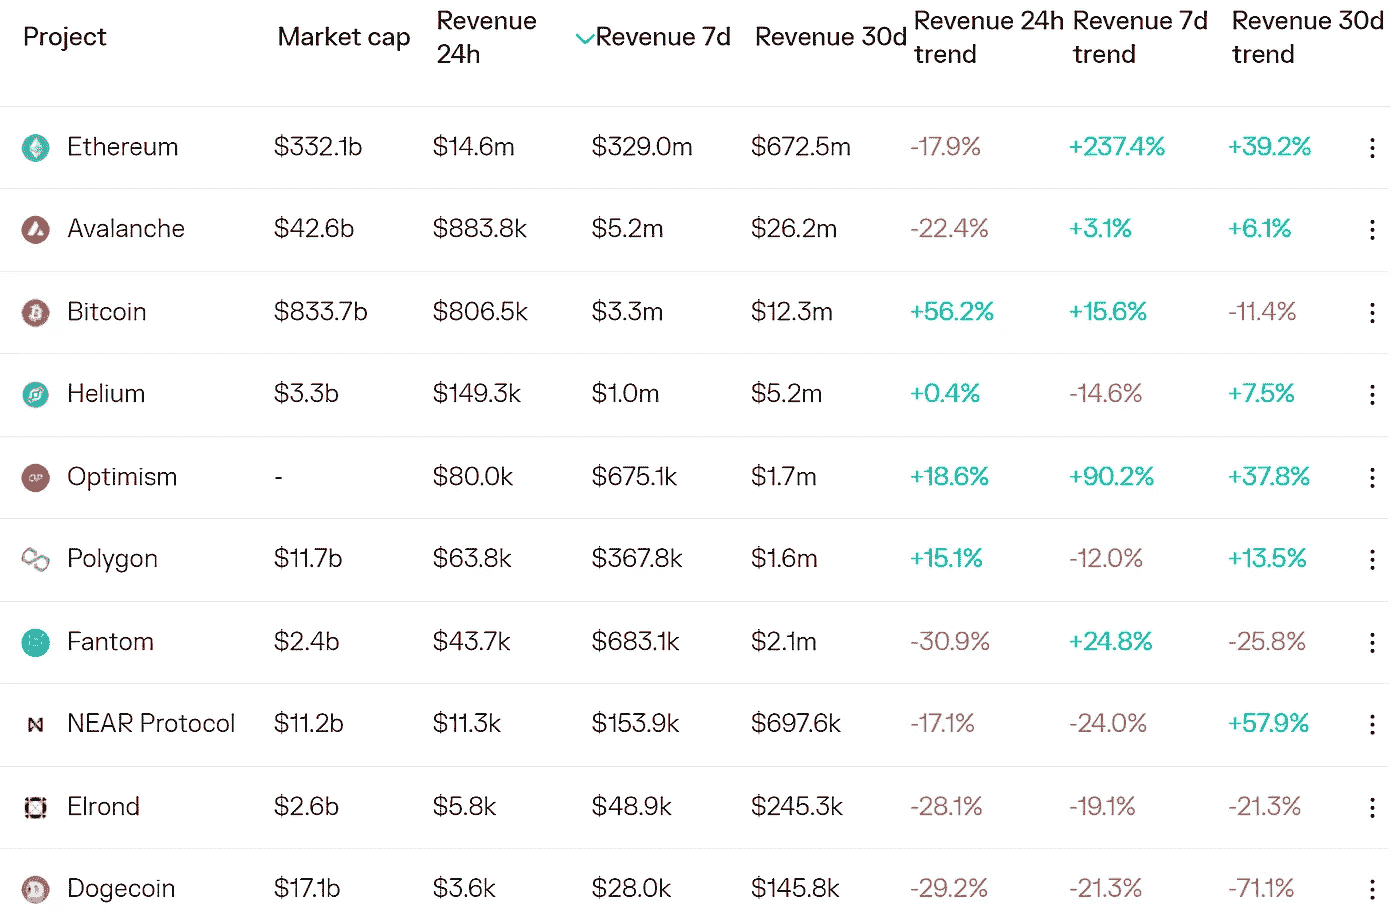 Project Market cap Revenue 24h Revenue 7d Revenue 30d Revenue 24h trend Revenue 7d trend Revenue 30d trend
Ethereum $332.1b $14.6m $329.0m $672.5m -17.9% +237.4% +39.2%
Avalanche $42.6b $883.8k $5.2m $26.2m -22.4% +3.1% +6.1%
Bitcoin $833.7b $806.5k $3.3m $12.3m +56.2% +15.6% -11.4%
Helium $3.3b $149.3k $1.0m $5.2m +0.4% -14.6% +7.5%
Optimism - $80.0k $675.1k $1.7m +18.6% +90.2% +37.8%
Polygon $11.7b $63.8k $367.8k $1.6m +15.1% -12.0% +13.5%
Fantom $2.4b $43.7k $683.1k $2.1m -30.9% +24.8% -25.8%
NEAR Protocol $11.2b $11.3k $153.9k $697.6k -17.1% -24.0% +57.9%
Elrond $2.6b $5.8k $48.9k $245.3k -28.1% -19.1% -21.3%
Dogecoin $17.1b $3.6k $28.0k $145.8k -29.2% -21.3% -71.1%